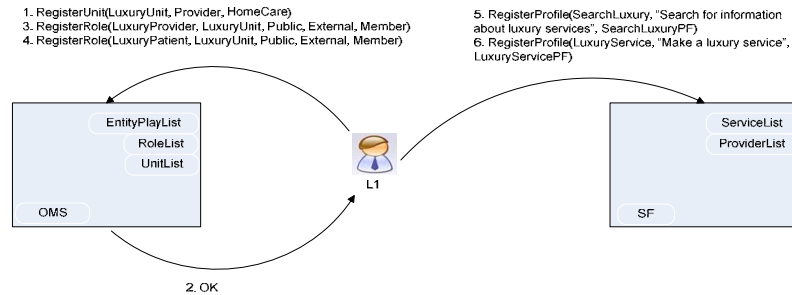 1. RegisterUnit(LuxuryUnit, Provider, HomeCare)
3. RegisterRole(LuxuryProvider, LuxuryUnit, Public, External, Member)
4. RegisterRole(LuxuryPatient, LuxuryUnit, Public, External, Member)
5. RegisterProfile(SearchLuxury, "Search for information
about luxury services", SearchLuxuryPF)
6. RegisterProfile(LuxuryService, "Make a luxury service",
LuxuryServicePF)
EntityPlayList
RoleList
UnitList
OMS
L1
ServiceList
ProviderList
SF
2. OK